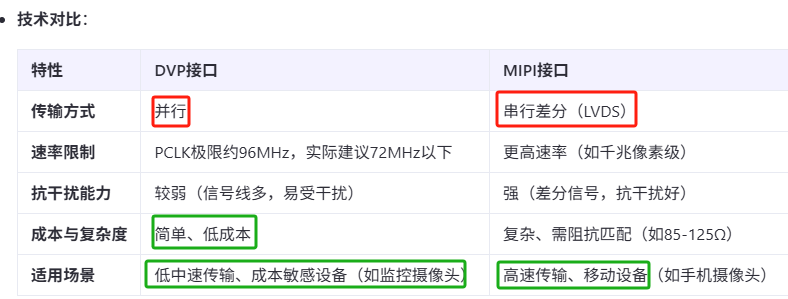 技术对比：
特性 DVP接口 MIPI接口
传输方式 并行 串行差分（LVDS）
速率限制 PCLK极限约96MHz，实际建议72MHz以下 更高速率（如千兆像素级）
抗干扰能力 较弱（信号线多，易受干扰） 强（差分信号，抗干扰好）
成本与复杂度 简单、低成本 复杂、需阻抗匹配（如85-125Ω）
适用场景 低中速传输、成本敏感设备（如监控摄像头） 高速传输、移动设备（如手机摄像头）